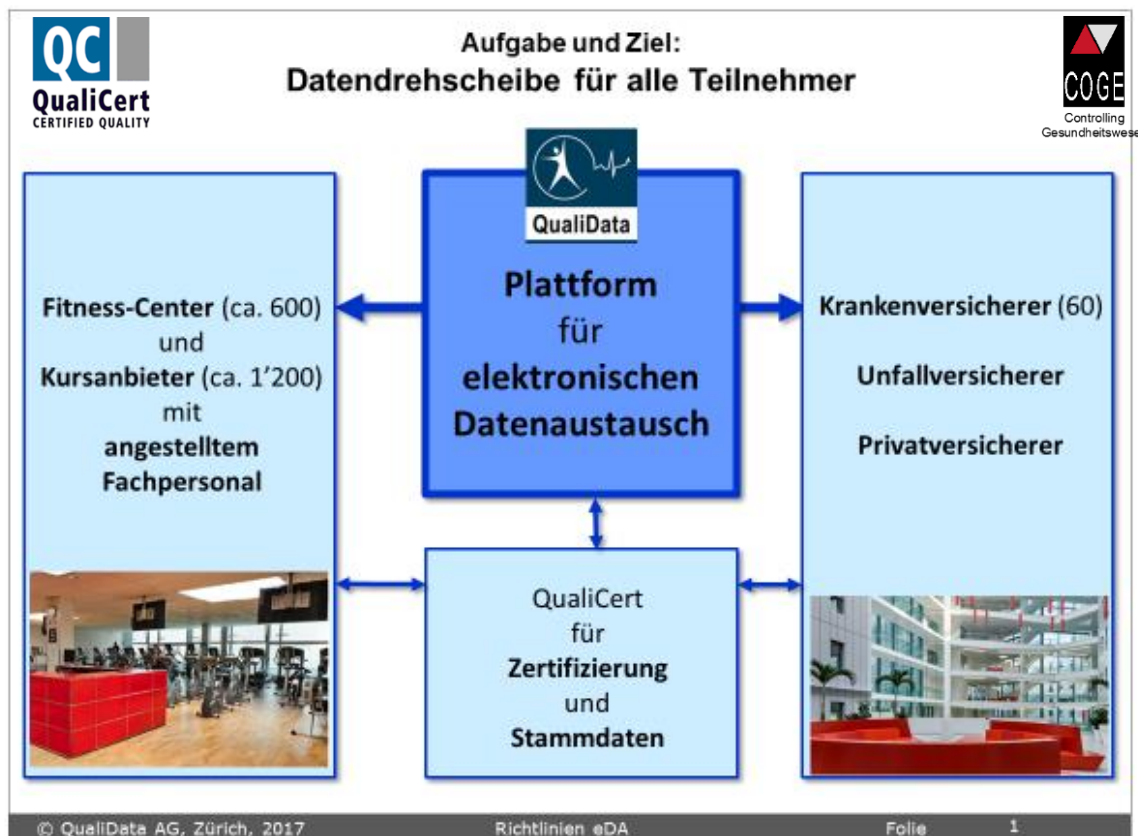 QC
QualiCert
CERTIFIED QUALITY
Aufgabe und Ziel:
Datendrehscheibe für alle Teilnehmer
COGE
Controlling
Gesundheitswese
Fitness-Center (ca. 600)
und
Kursanbieter (ca. 1'200)
mit
angestelltem
Fachpersonal
QualiData
Plattform
für
elektronischen
Datenaustausch
Krankenversicherer (60)
Unfallversicherer
Privatversicherer
QualiCert
für
Zertifizierung
und
Stammdaten
© QualiData AG, Zürich, 2017 Richtlinien eDA Folie 1